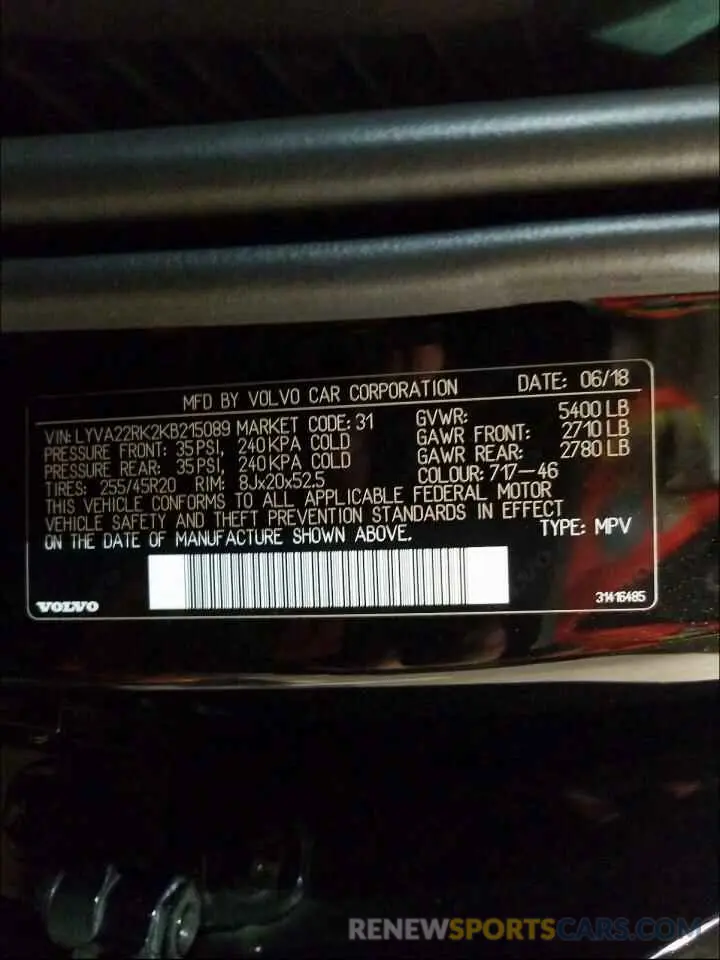 MFD BY VOLVO CAR CORPORATION DATE: 06/18
VIN: LYVA22RK2KB215089 MARKET CODE: 31 GVWR: 5400 LB
PRESSURE FRONT: 35 PSI, 240 KPA COLD GAWR FRONT: 2710 LB
PRESSURE REAR: 35 PSI, 240 KPA COLD GAWR REAR: 2780 LB
TIRES: 255/45R20 RIM: 8Jx20x52.5 COLOUR: 717-46
THIS VEHICLE CONFORMS TO ALL APPLICABLE FEDERAL MOTOR
VEHICLE SAFETY AND THEFT PREVENTION STANDARDS IN EFFECT
ON THE DATE OF MANUFACTURE SHOWN ABOVE. TYPE: MPV
VOLVO 31416485
RENEWSPORTSCARS.COM